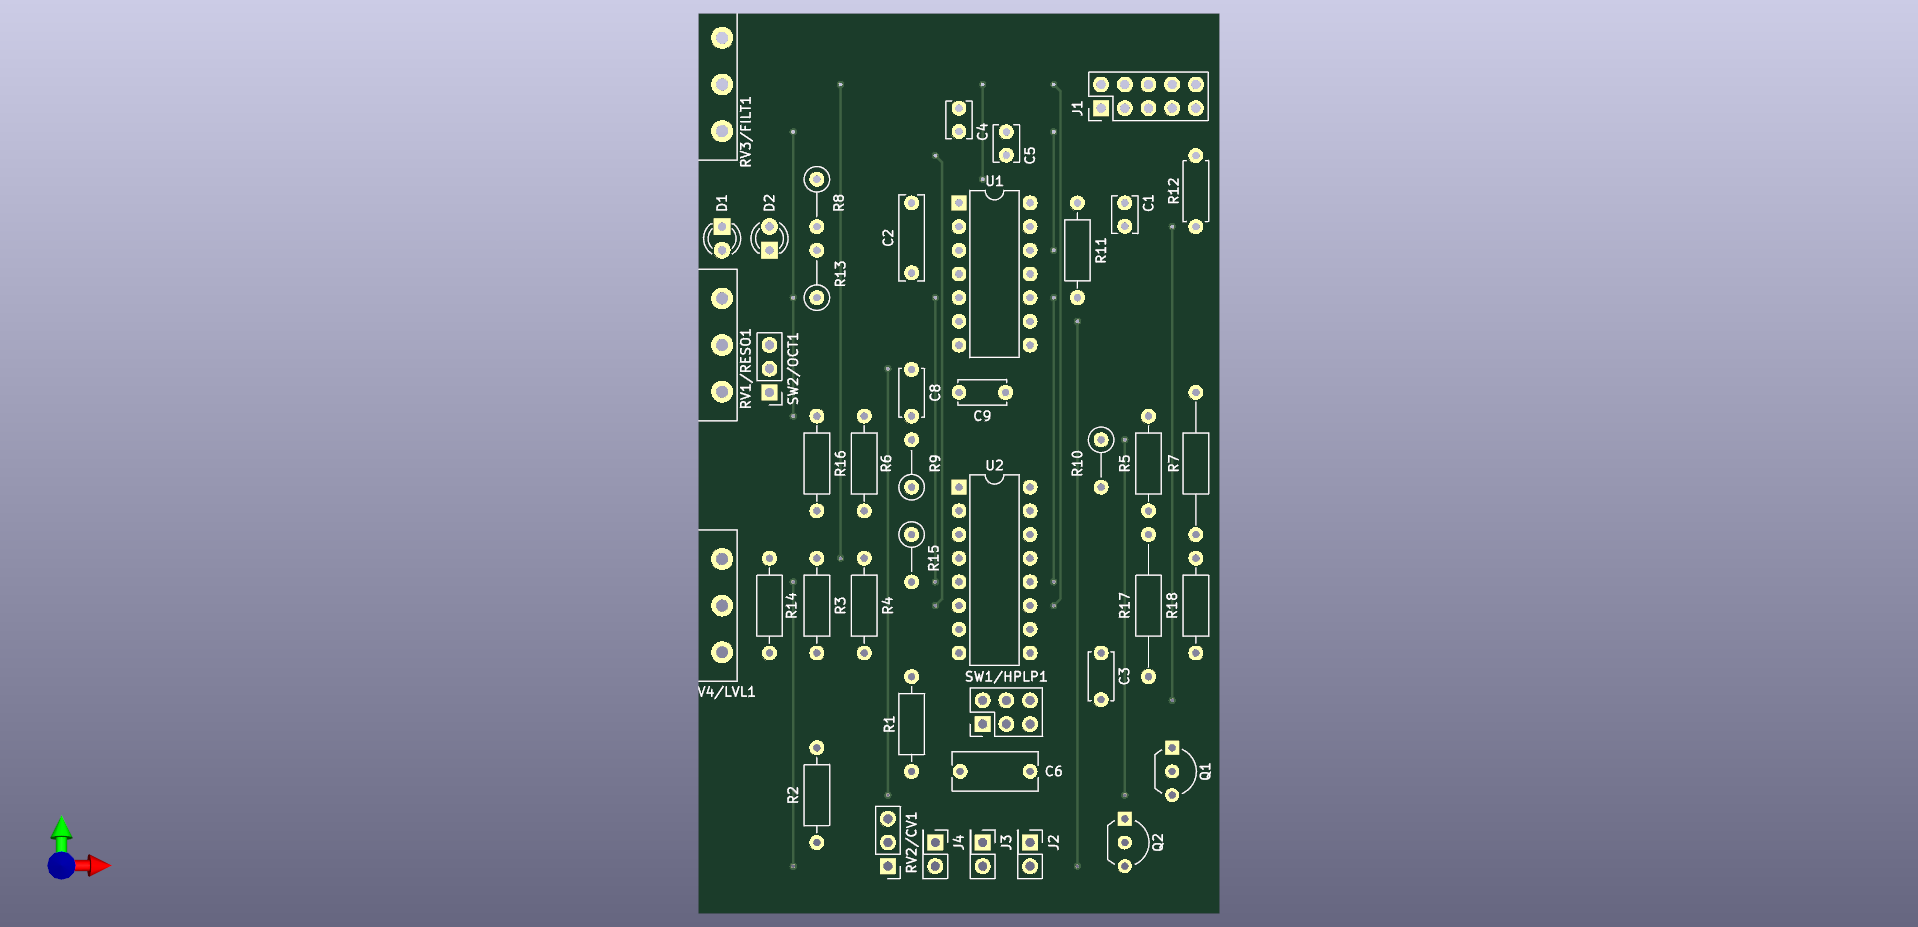 J1
RV3/FILT1
C4
C5
U1
R12
D1
D2
R8
C1
C2
R11
R13
RV1/RESO1
SW2/OCT1
C8
C9
R16
R6
R9
U2
R10
R5
R7
R15
R14
R3
R4
R17
R18
V4/LVL1
SW1/HPLP1
C3
R1
C6
Q1
R2
RV2/CV1
J4
J3
J2
Q2